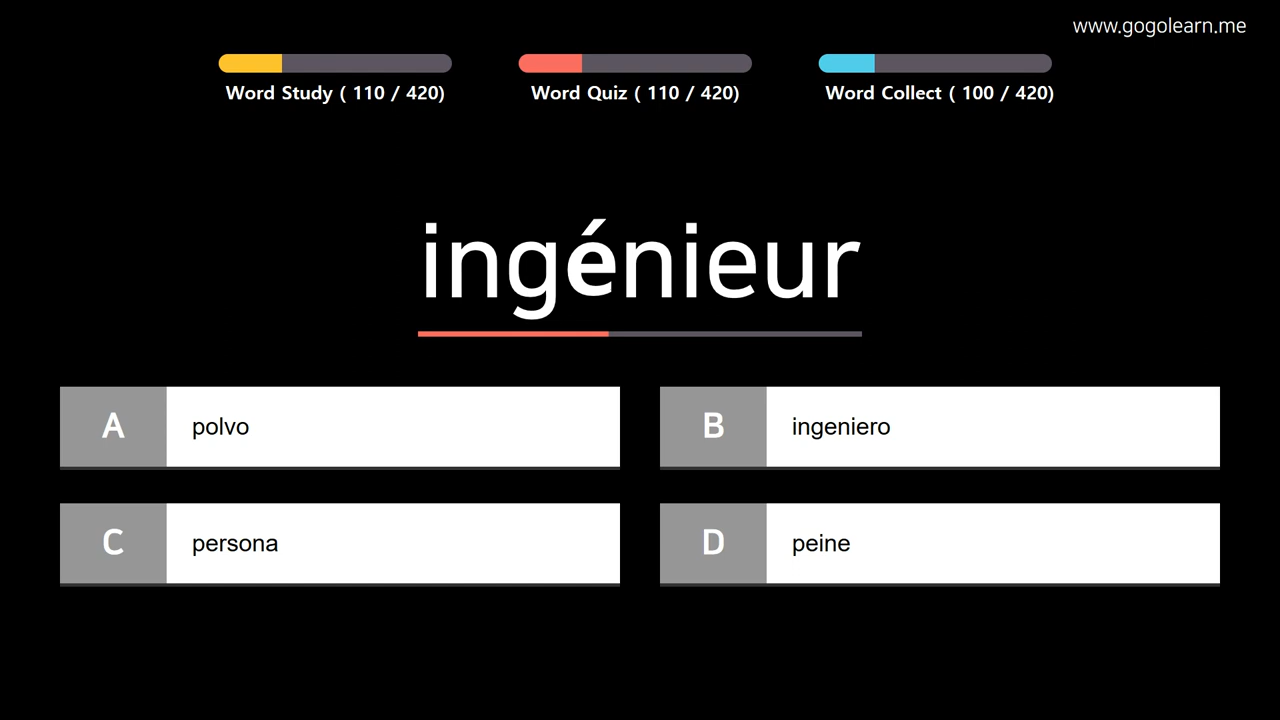 www.gogolearn.me
Word Study ( 110 / 420)
Word Quiz ( 110 / 420)
Word Collect ( 100 / 420)
ingénieur
A polvo
B ingeniero
C persona
D peine